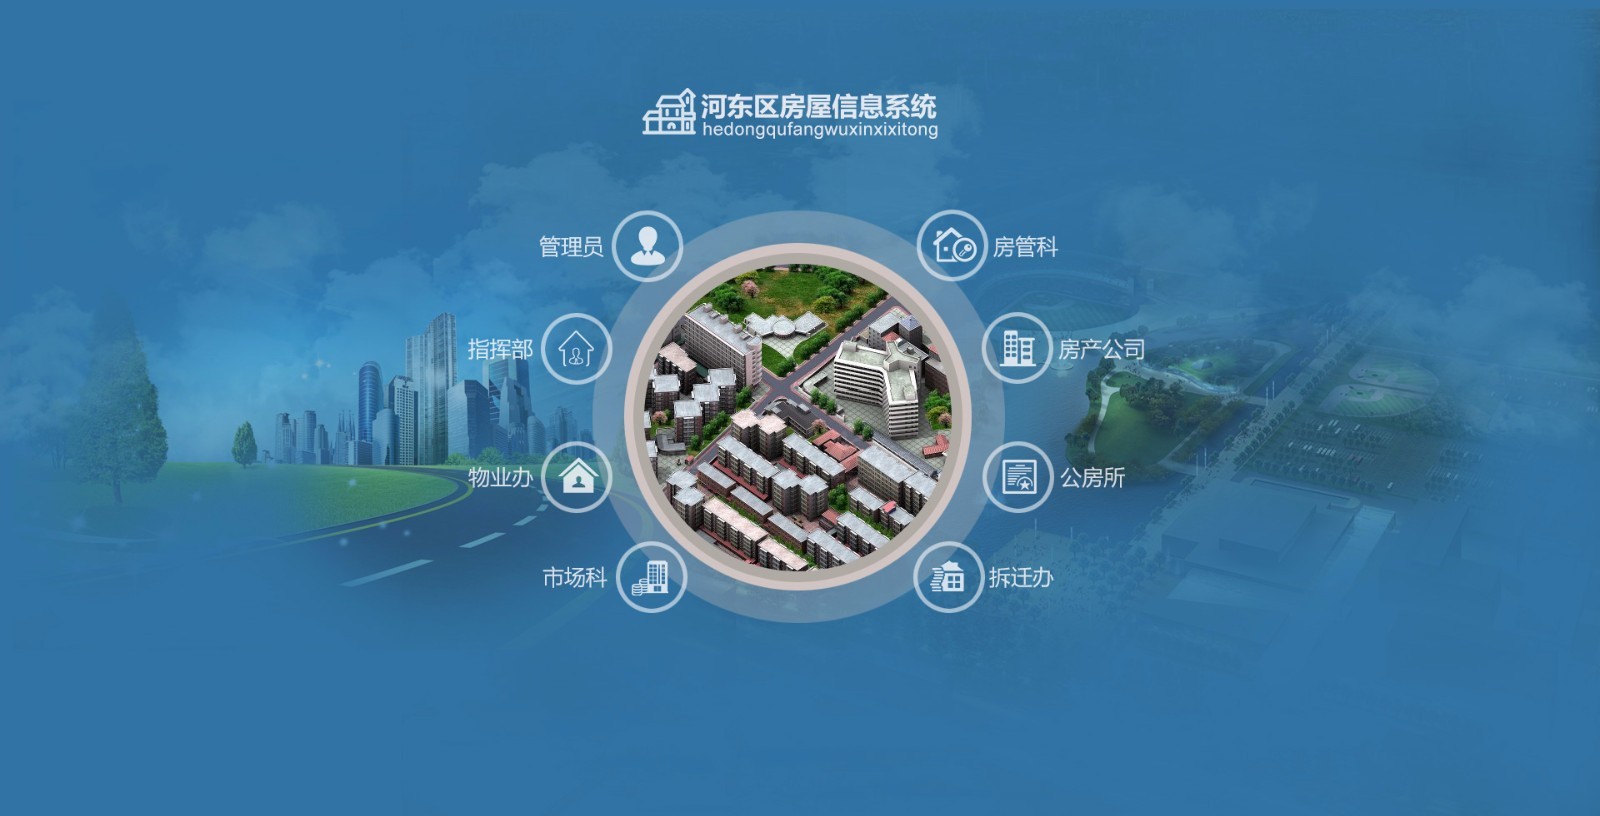 河东区房屋信息系统
hedongqufangwuxinxixitong
管理员
房管科
指挥部
房产公司
物业办
公房所
市场科
拆迁办